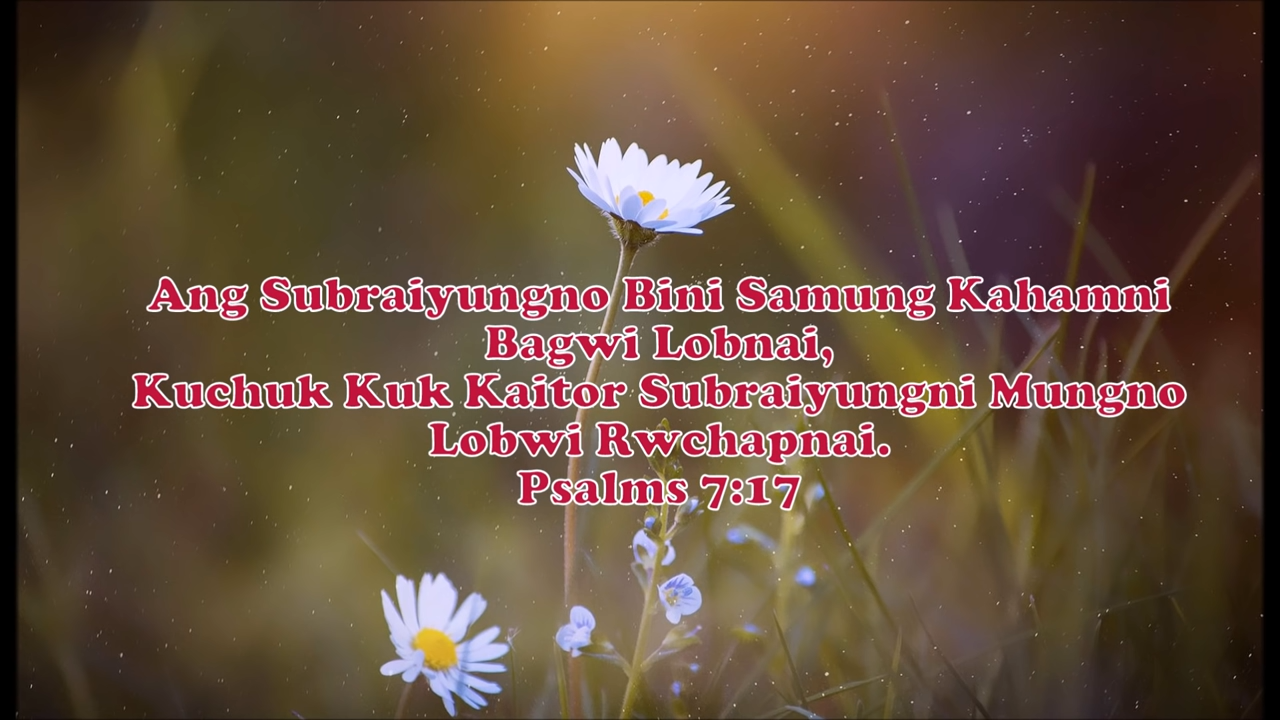 Ang Subraiyungno Bini Samung Kahamni
Bagwi Lobnai,
Kuchuk Kuk Kaitor Subraiyungni Mungno
Lobwi Rwchapnai.
Psalms 7:17